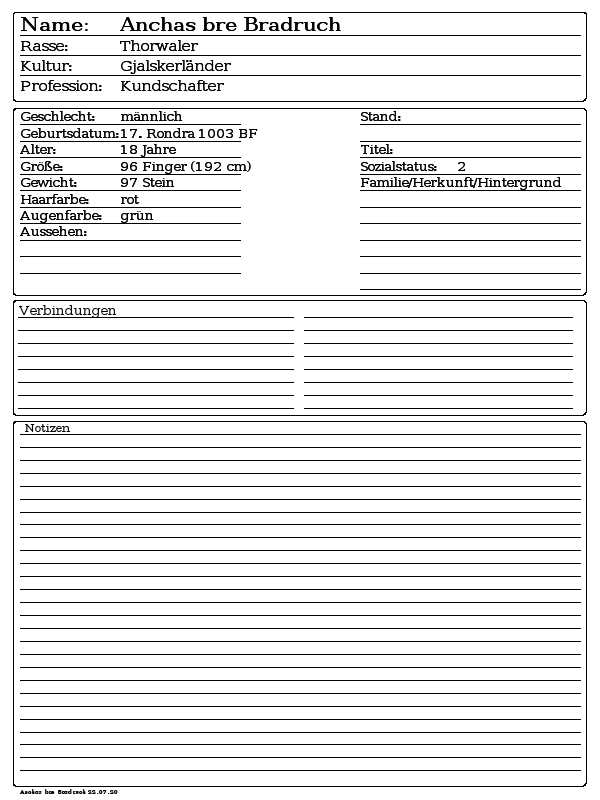 Name: Anchas bre Bradruch
Rasse: Thorwaler
Kultur: Gjalskerländer
Profession: Kundschafter
Geschlecht: männlich
Geburtsdatum: 17. Rondra 1003 BF
Alter: 18 Jahre
Größe: 96 Finger (192 cm)
Gewicht: 97 Stein
Haarfarbe: rot
Augenfarbe: grün
Aussehen:
Stand:
Titel:
Sozialstatus: 2
Familie/Herkunft/Hintergrund
Verbindungen
Notizen
Anchas bre Bradruch 22.07.20